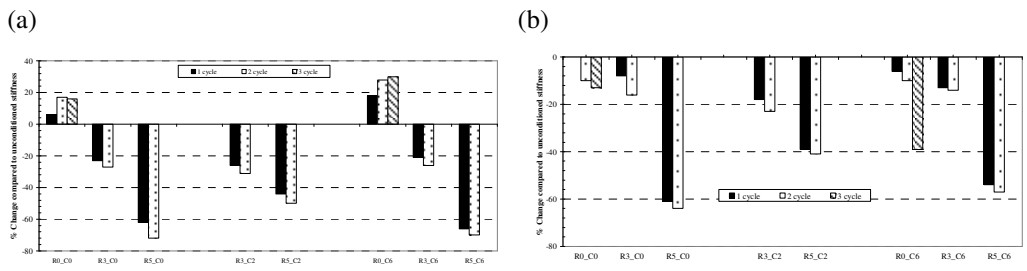 (a)
% Change compared to unconditioned stiffness
40
20
0
-20
-40
-60
-80
1 cycle 2 cycle 3 cycle
R0_C0 R3_C0 R5_C0 R3_C2 R5_C2 R0_C6 R3_C6 R5_C6
(b)
% Change compared to unconditioned stiffness
0
-20
-40
-60
-80
1 cycle 2 cycle 3 cycle
R0_C0 R3_C0 R5_C0 R3_C2 R5_C2 R0_C6 R3_C6 R5_C6